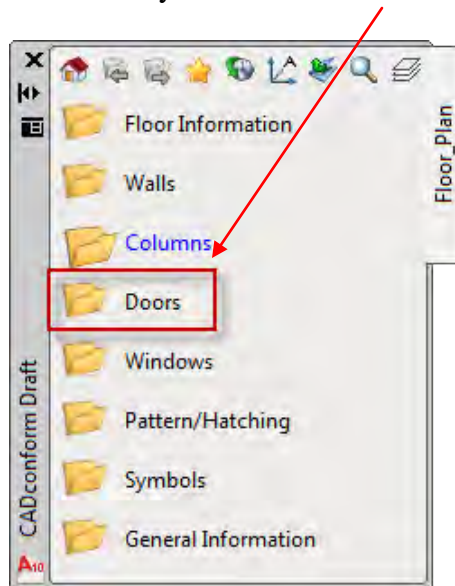 Floor Information
Walls
Columns
Doors
Windows
Pattern/Hatching
Symbols
General Information
Floor_Plan
CADconform Draft
A10